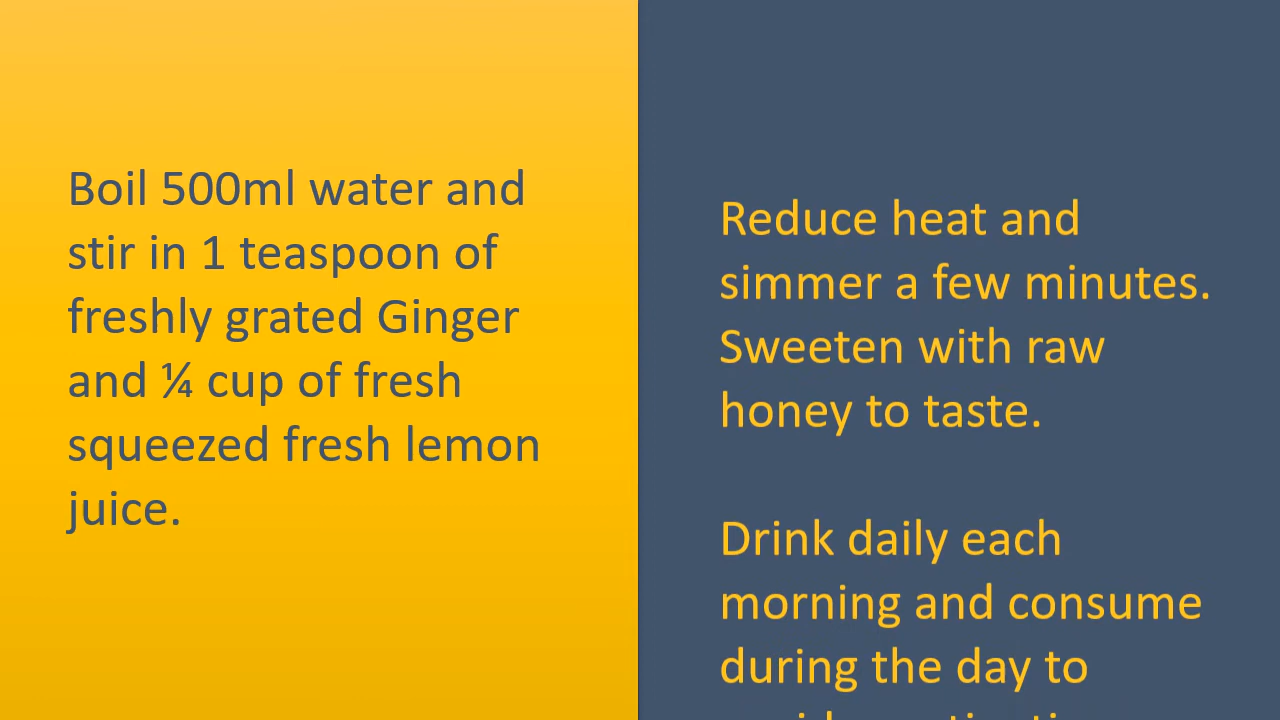 Boil 500ml water and
stir in 1 teaspoon of
freshly grated Ginger
and ¼ cup of fresh
squeezed fresh lemon
juice.
Reduce heat and
simmer a few minutes.
Sweeten with raw
honey to taste.
Drink daily each
morning and consume
during the day to